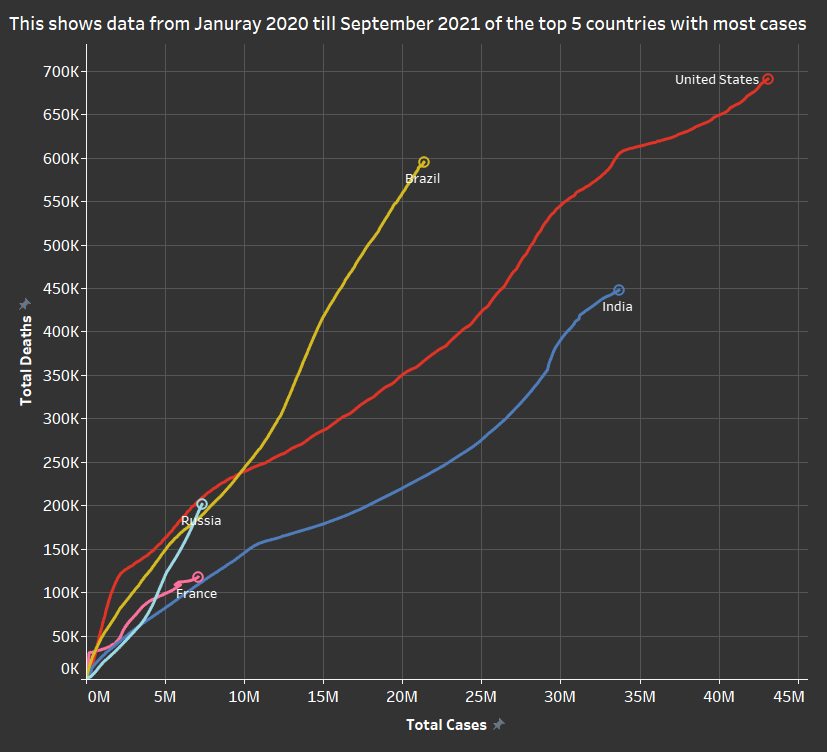 This shows data from Januray 2020 till September 2021 of the top 5 countries with most cases
700K
650K
600K
550K
500K
450K
400K
350K
300K
250K
200K
150K
100K
50K
0K
Total Deaths
United States
Brazil
India
Russia
France
0M 5M 10M 15M 20M 25M 30M 35M 40M 45M
Total Cases